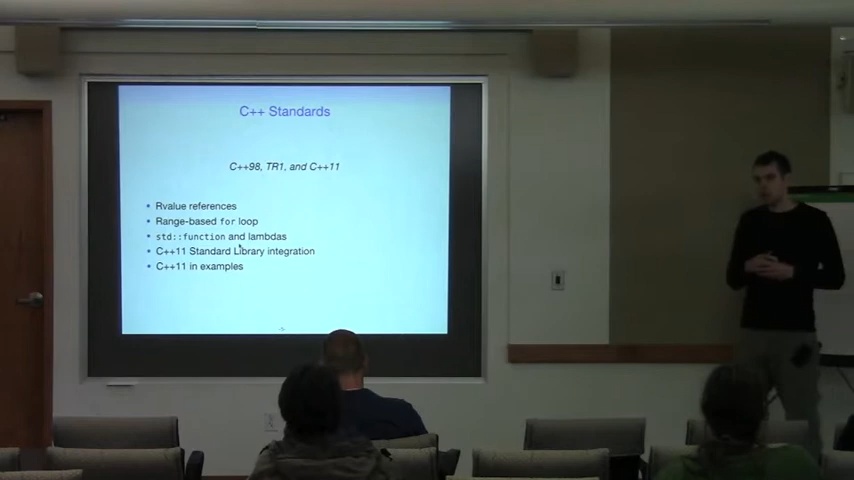 C++ Standards
C++98, TR1, and C++11
Rvalue references
Range-based for loop
std::function and lambdas
C++11 Standard Library integration
C++11 in examples